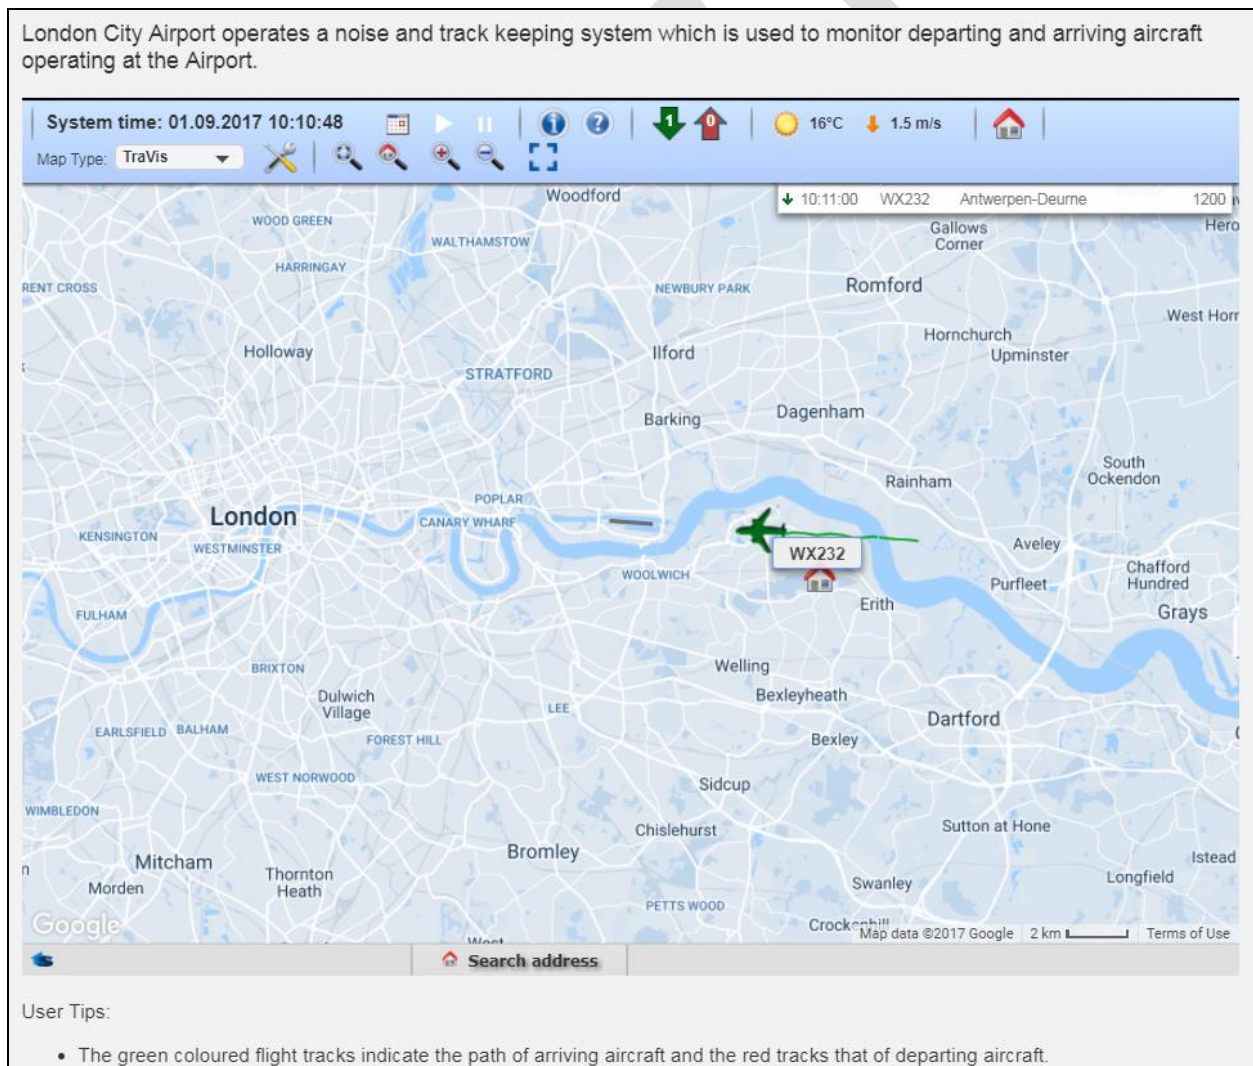 London City Airport operates a noise and track keeping system which is used to monitor departing and arriving aircraft
operating at the Airport.
System time: 01.09.2017 10:10:48
1
0
16°C
1.5 m/s
Map Type: TraVis
10:11:00 WX232 Antwerpen-Deurne 1200
Woodford
WOOD GREEN
Gallows
Corner
Hero
WALTHAMSTOW
HARRINGAY
RENT CROSS
NEWBURY PARK
Romford
West Horr
Hornchurch
Holloway
Ilford
Upminster
STRATFORD
Barking
Dagenham
South
Ockendon
Rainham
POPLAR
London
CANARY WHARF
KENSINGTON
WESTMINSTER
WX232
Aveley
WOOLWICH
Chafford
Hundred
Purfleet
Erith
Grays
FULHAM
BRIXTON
Welling
Dulwich
Village
Bexleyheath
LEE
Dartford
EARLSFIELD
BALHAM
FOREST HILL
Bexley
WEST NORWOOD
Sidcup
WIMBLEDON
Chislehurst
Sutton at Hone
Bromley
Mitcham
Istead
Thornton
Heath
Morden
Swanley
Longfield
PETTS WOOD
Google
Crockenhill
Map data ©2017 Google 2 km Terms of Use
West
Search address
User Tips:
• The green coloured flight tracks indicate the path of arriving aircraft and the red tracks that of departing aircraft.